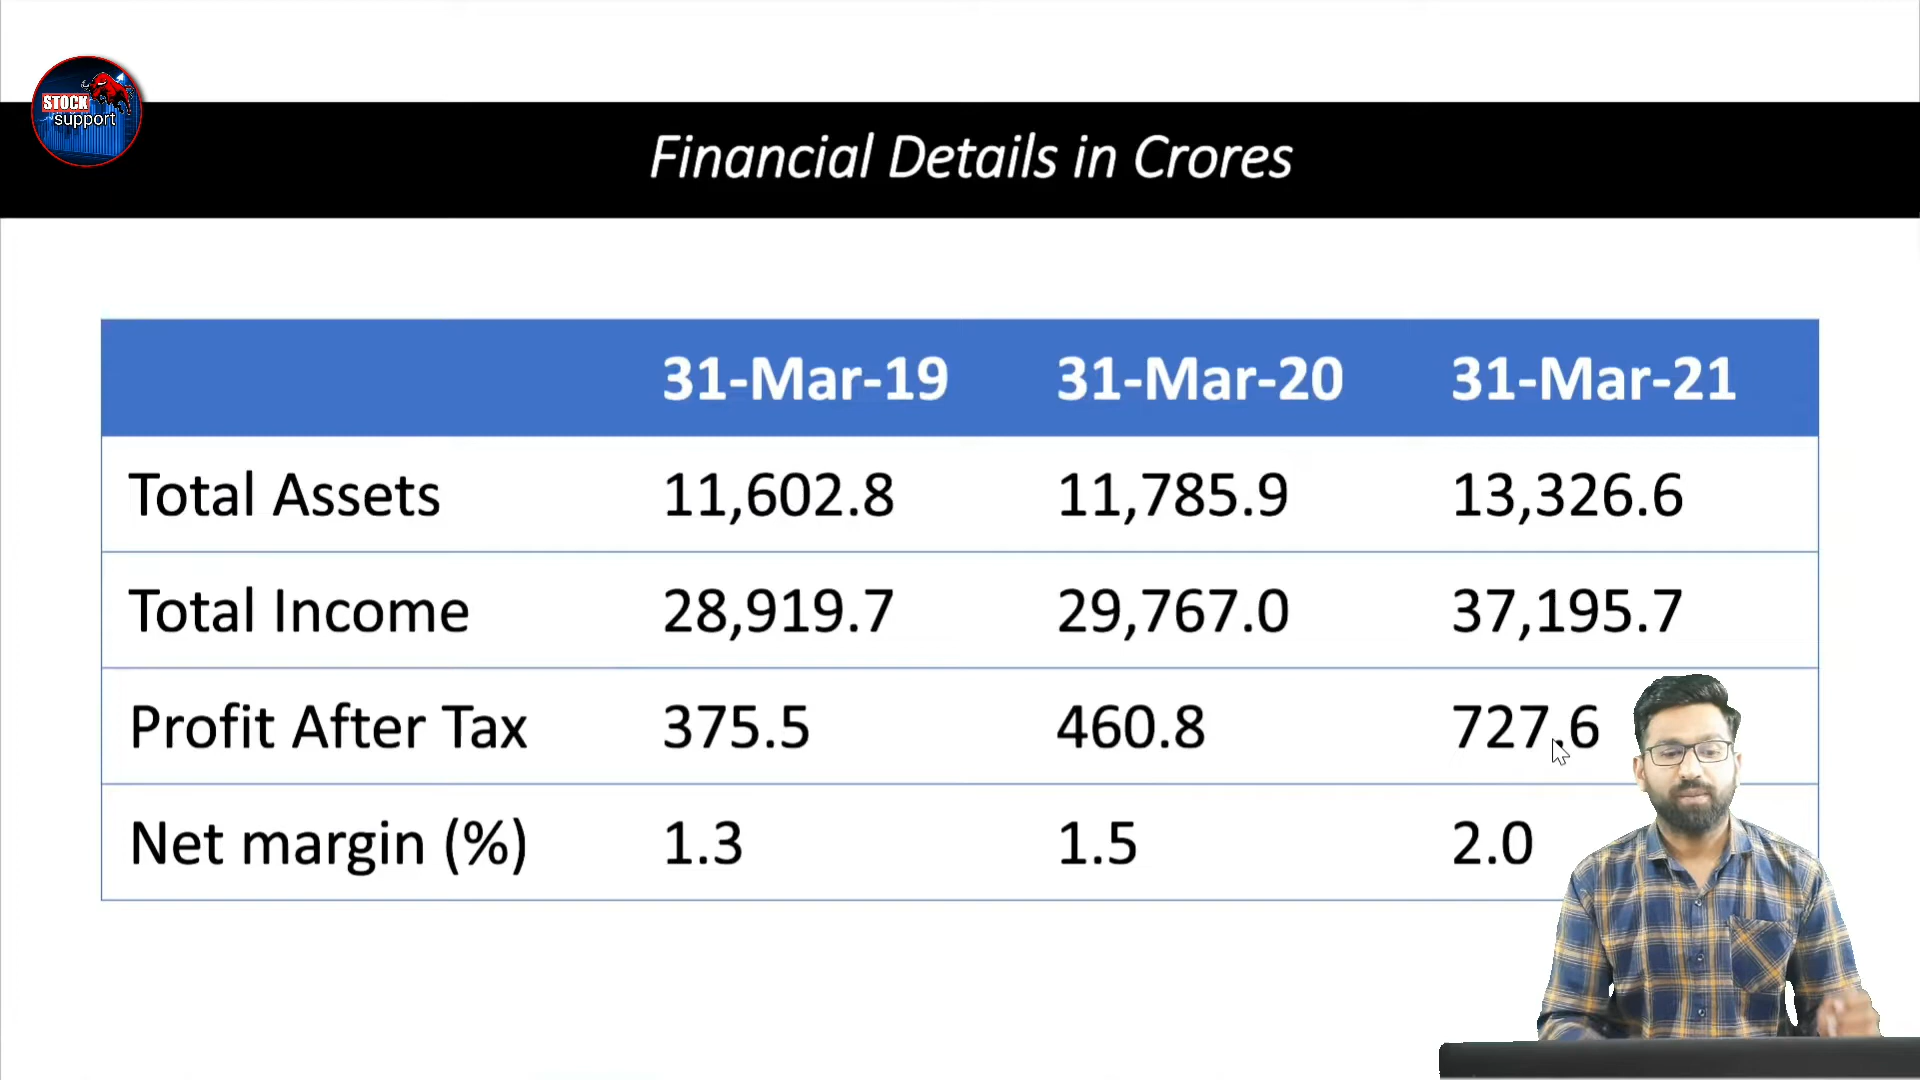 STOCK
support
Financial Details in Crores
31-Mar-19 31-Mar-20 31-Mar-21
Total Assets 11,602.8 11,785.9 13,326.6
Total Income 28,919.7 29,767.0 37,195.7
Profit After Tax 375.5 460.8 727.6
Net margin (%) 1.3 1.5 2.0